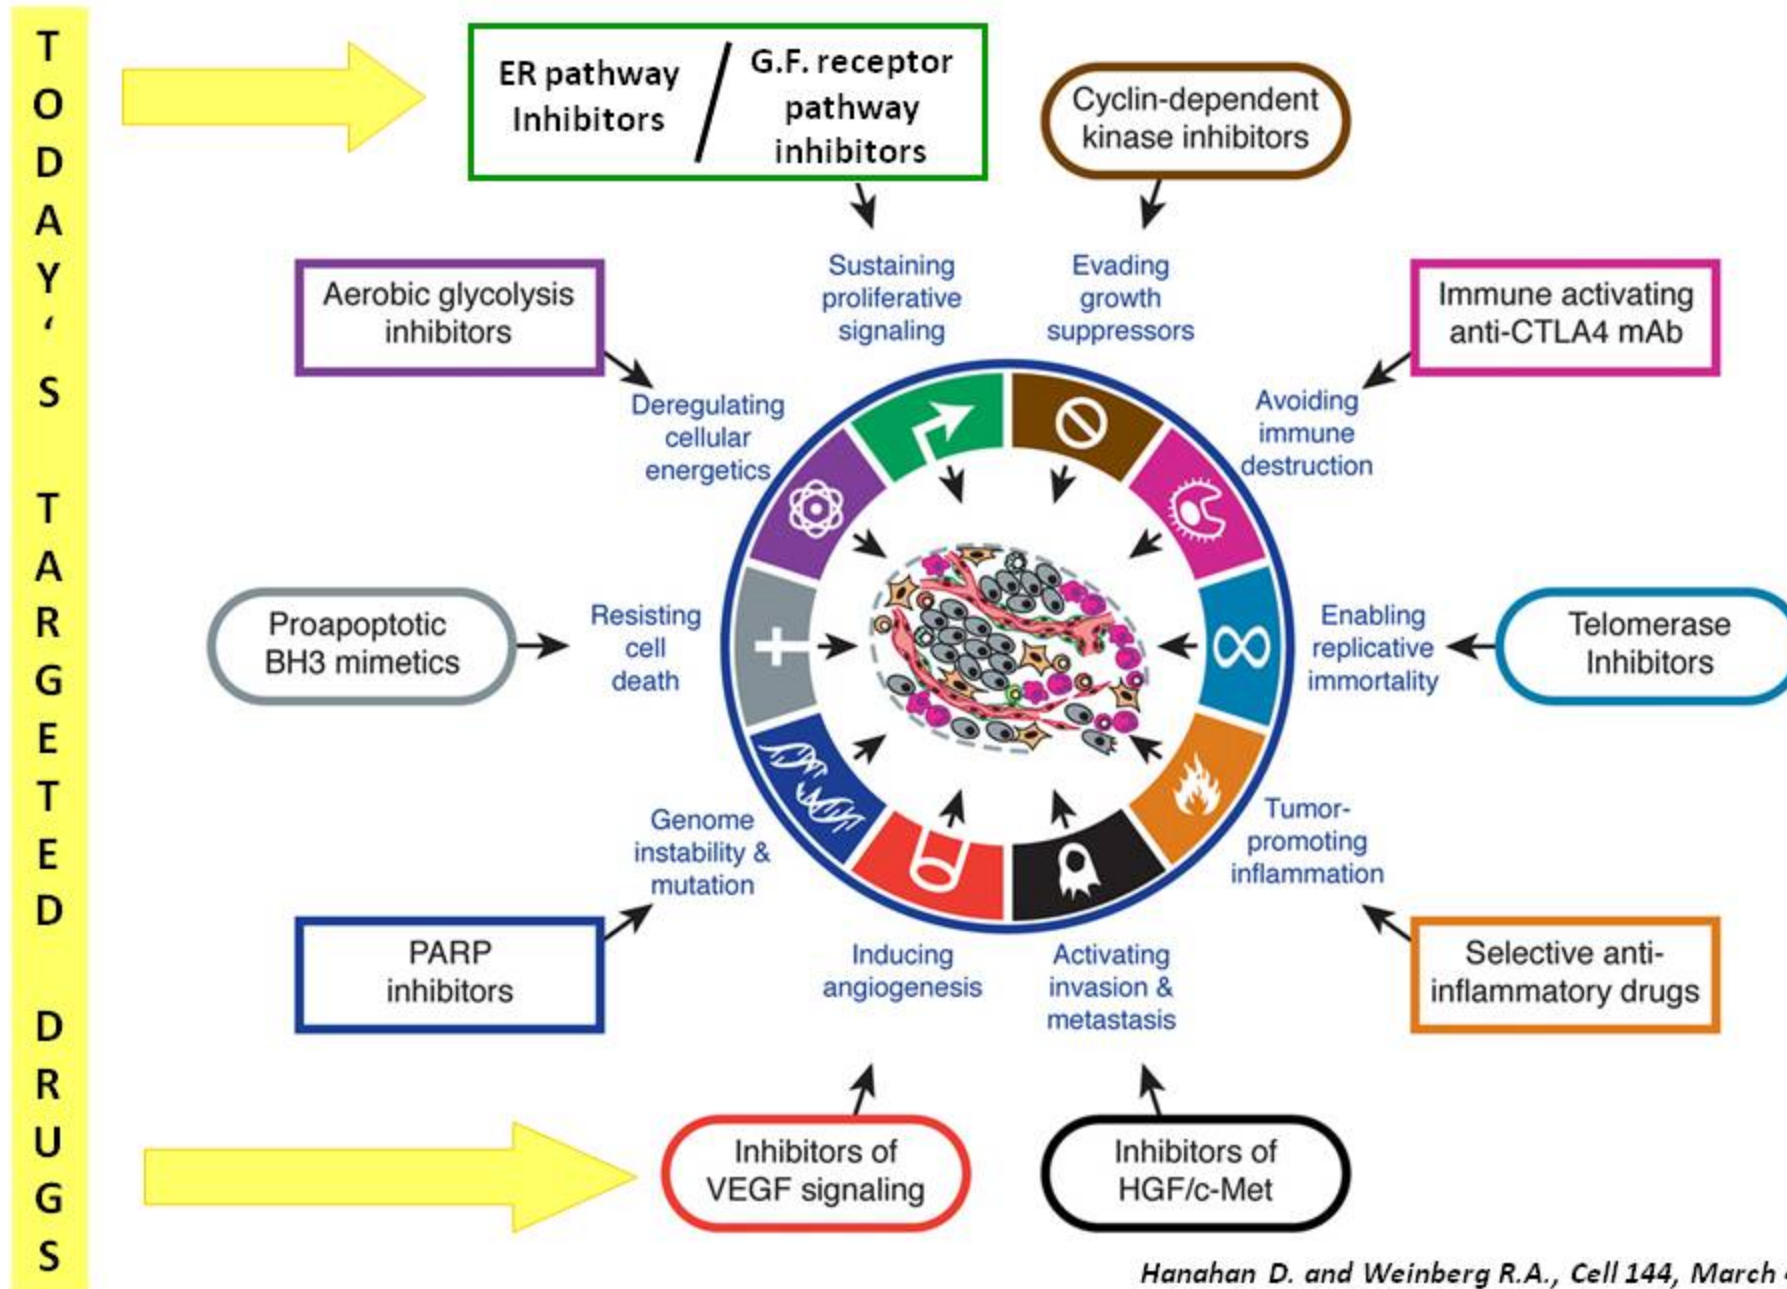 TODAY‘S TARGETED DRUGS
ER pathway
Inhibitors
/
G.F. receptor
pathway
inhibitors
Cyclin-dependent
kinase inhibitors
Sustaining
proliferative
signaling
Evading
growth
suppressors
Aerobic glycolysis
inhibitors
Immune activating
anti-CTLA4 mAb
Deregulating
cellular
energetics
Avoiding
immune
destruction
Proapoptotic
BH3 mimetics
Resisting
cell
death
Enabling
replicative
immortality
Telomerase
Inhibitors
Genome
instability &
mutation
Tumor-
promoting
inflammation
PARP
inhibitors
Inducing
angiogenesis
Activating
invasion &
metastasis
Selective anti-
inflammatory drugs
Inhibitors of
VEGF signaling
Inhibitors of
HGF/c-Met
Hanahan D. and Weinberg R.A., Cell 144, March